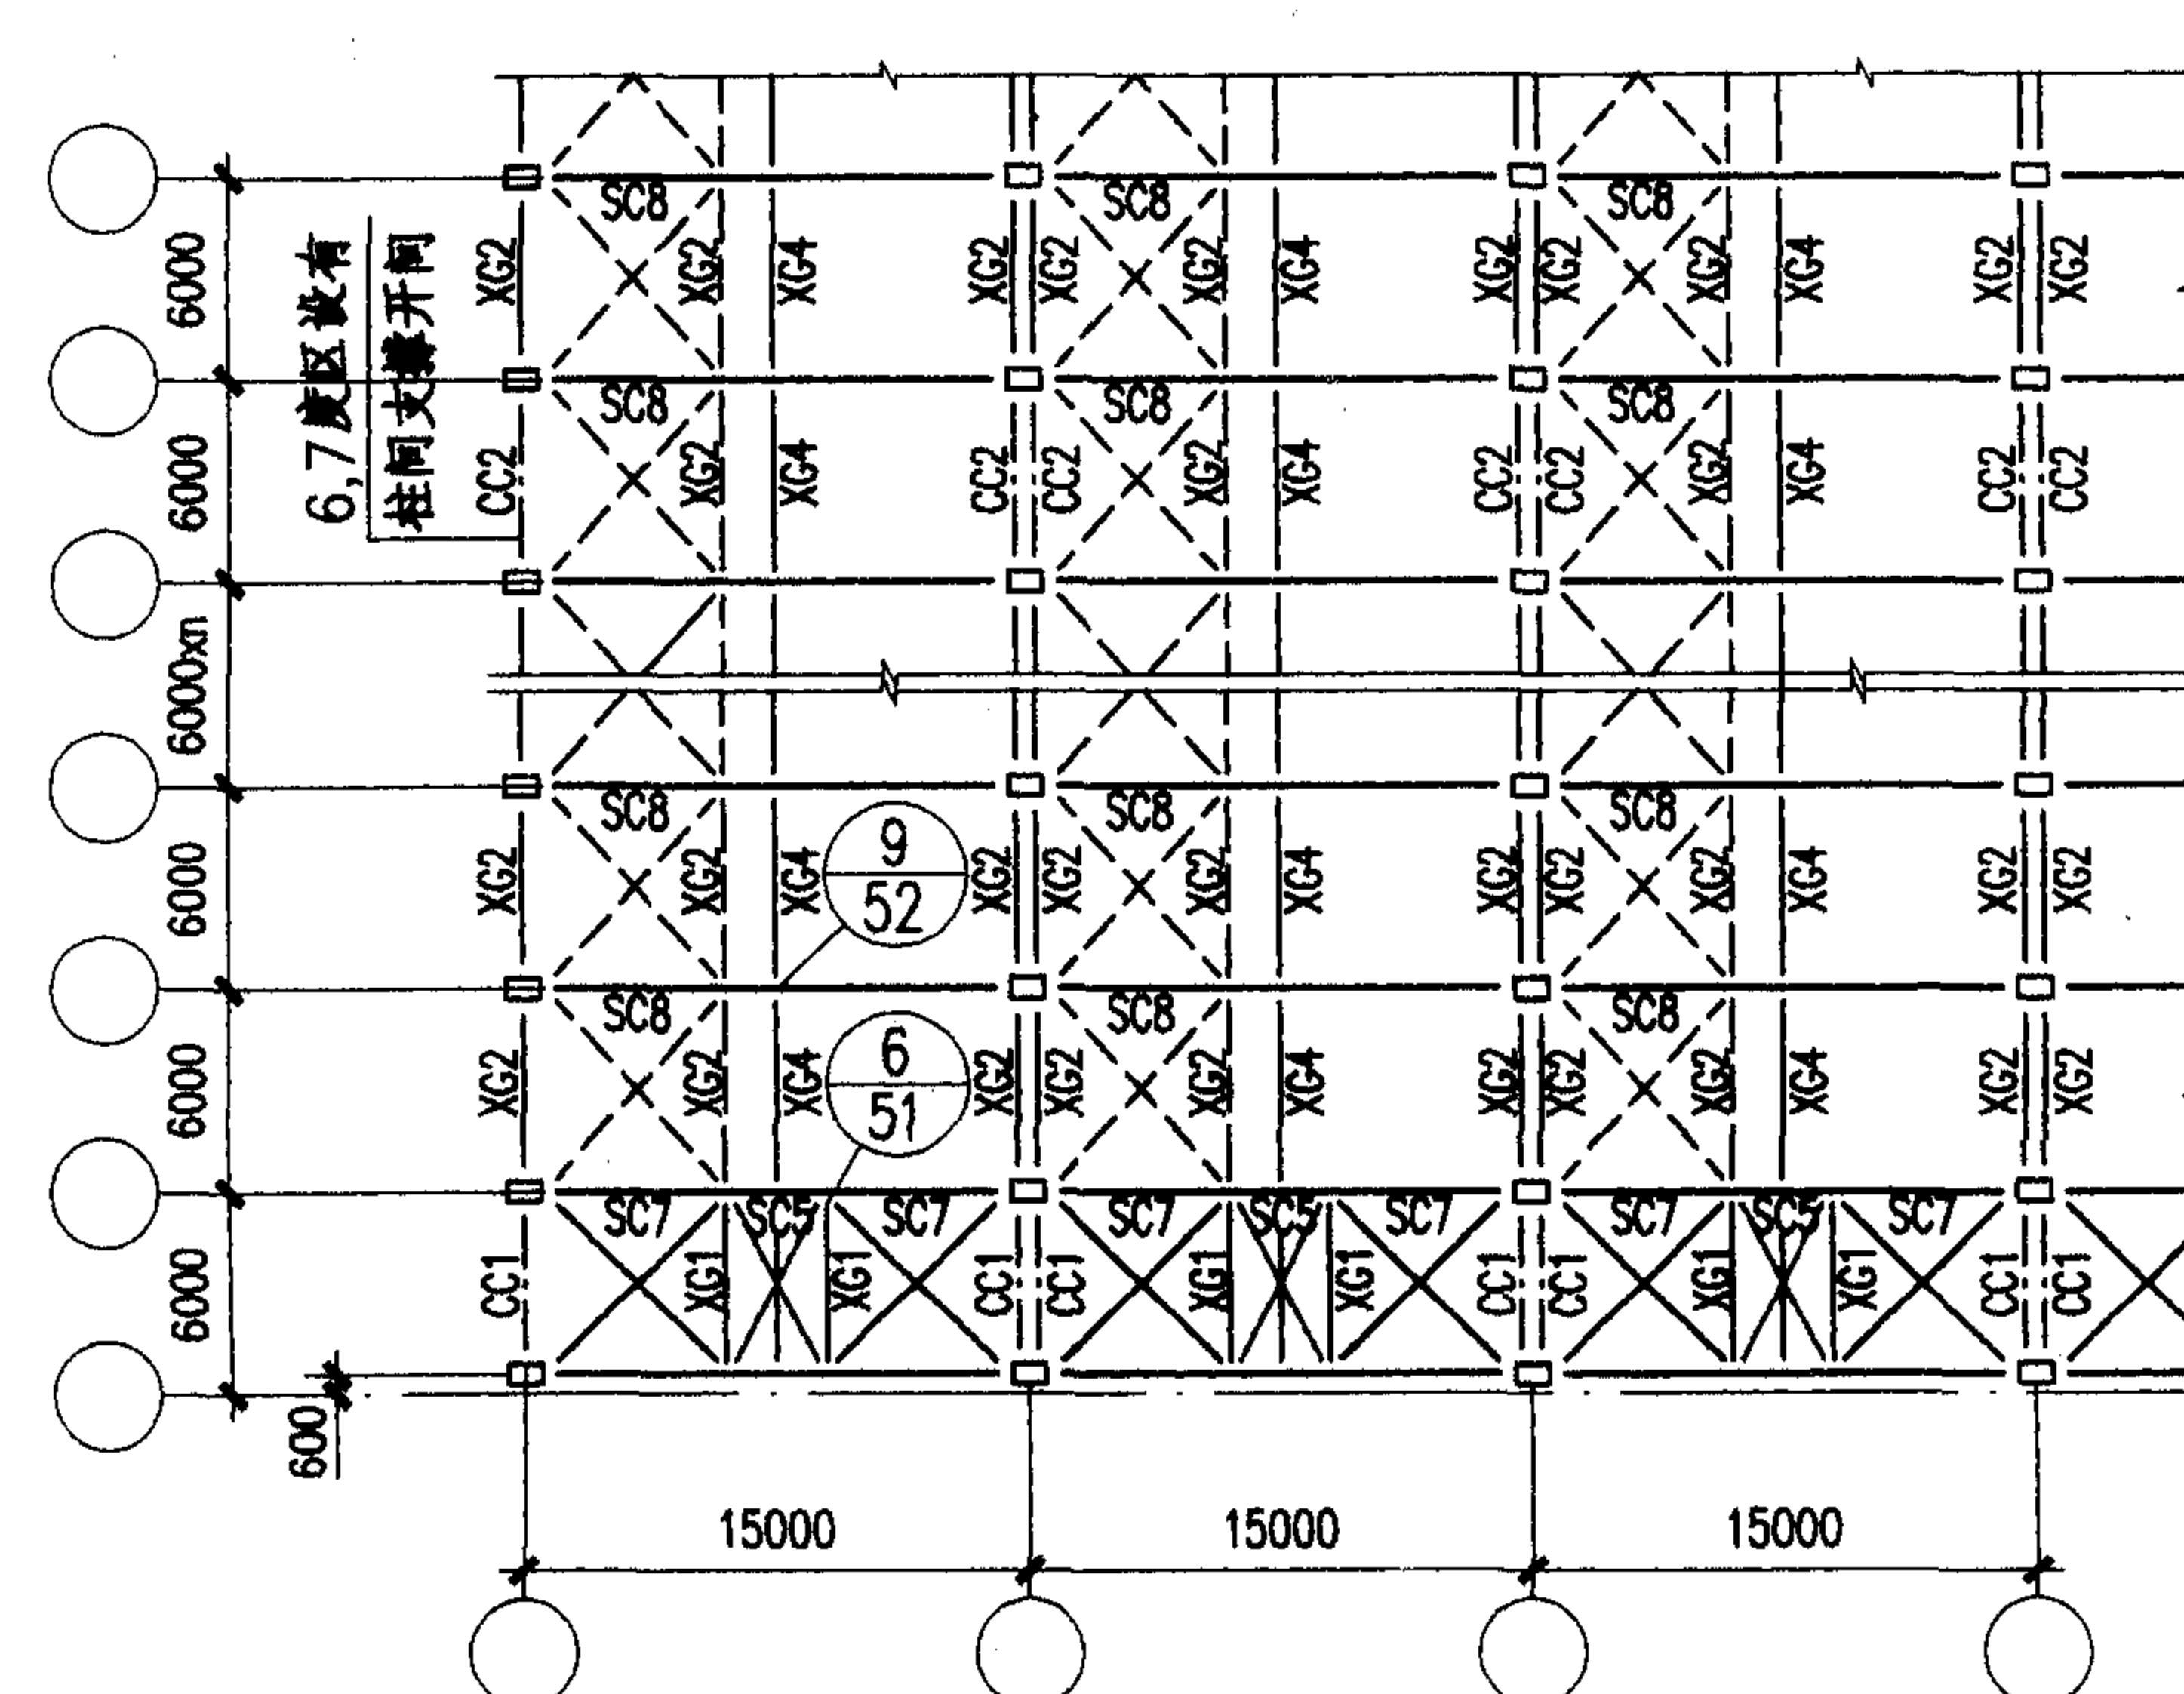 SC8 SC8 SC8
6000 6,7度区设有 柱间支撑开间 XG2 XG2 XG4 XG2 XG2 XG2 XG4 XG2 XG2 XG2 XG4 XG2 XG2
SC8 SC8 SC8
6000 CC2 XG2 XG4 CC2 CC2 XG2 XG4 CC2 CC2 XG2 XG4 CC2 CC2
6000xn
SC8 SC8 SC8
9
52
6000 XG2 XG2 XG4 XG2 XG2 XG2 XG4 XG2 XG2 XG2 XG4 XG2 XG2
SC8 SC8 SC8
6
51
6000 XG2 XG2 XG4 XG2 XG2 XG2 XG4 XG2 XG2 XG2 XG4 XG2 XG2
SC7 SC5 SC7 SC7 SC5 SC7 SC7 SC5 SC7
6000 CC1 XG1 XG1 CC1 CC1 XG1 XG1 CC1 CC1 XG1 XG1 CC1 CC1
600
15000 15000 15000